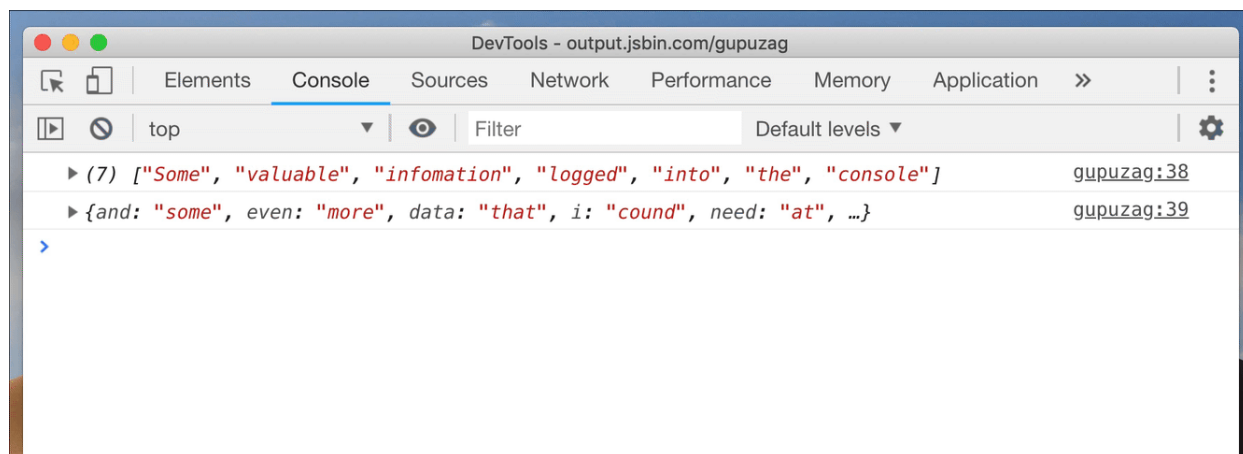 DevTools - output.jsbin.com/gupuzag
Elements Console Sources Network Performance Memory Application
top Filter Default levels
(7) ["Some", "valuable", "infomation", "logged", "into", "the", "console"] gupuzag:38
{and: "some", even: "more", data: "that", i: "cound", need: "at", …} gupuzag:39